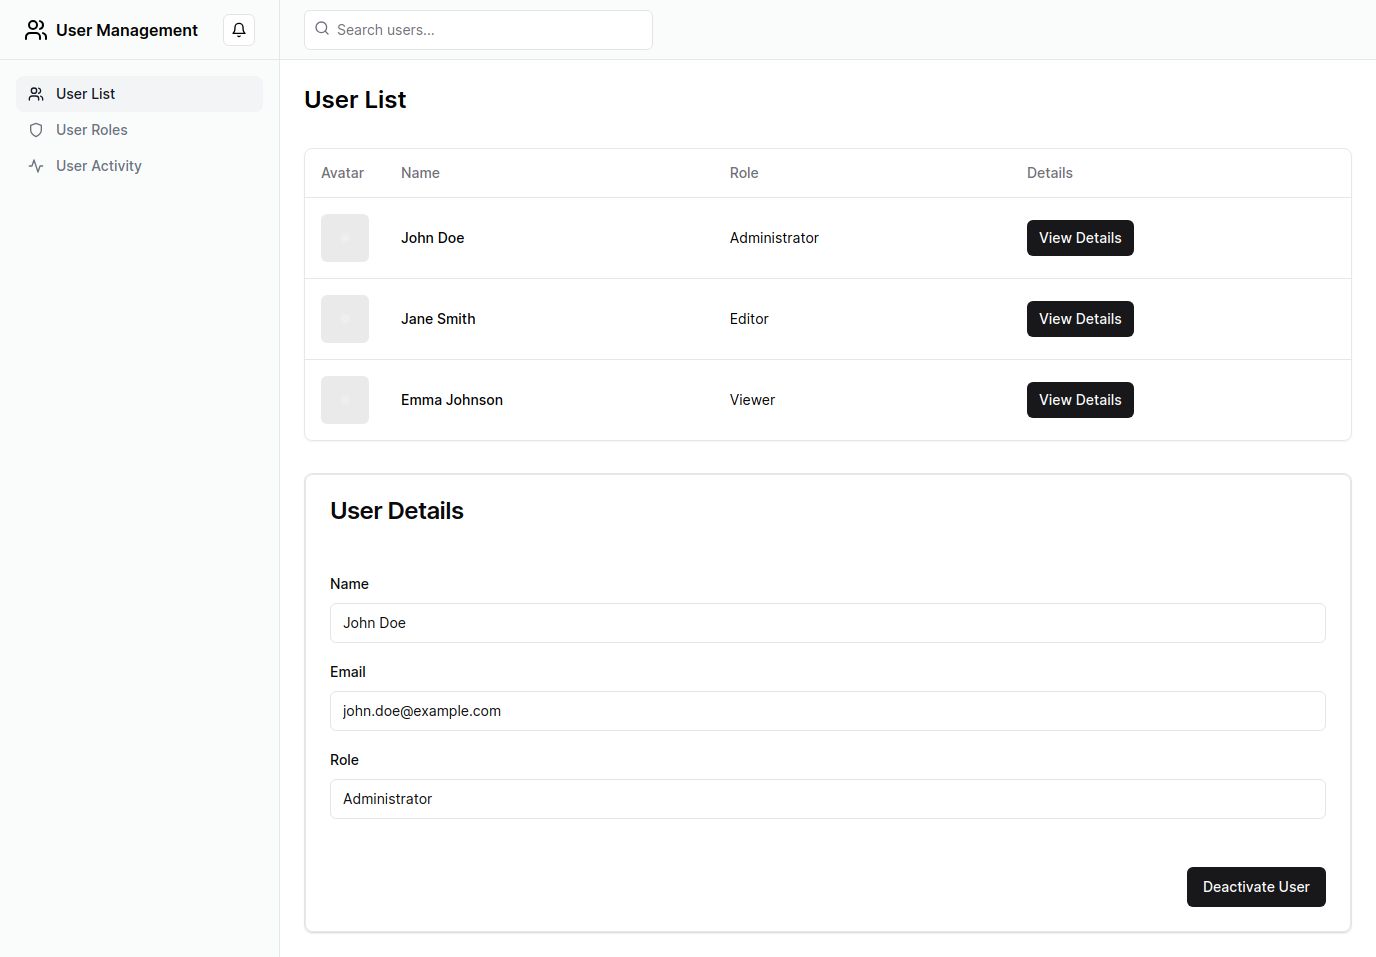 User Management
Search users...
User List
User Roles
User Activity
User List
Avatar Name Role Details
John Doe Administrator View Details
Jane Smith Editor View Details
Emma Johnson Viewer View Details
User Details
Name
John Doe
Email
john.doe@example.com
Role
Administrator
Deactivate User